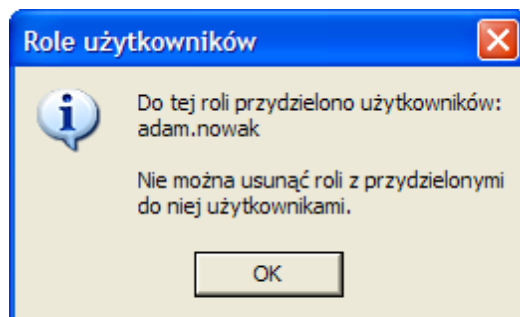 Role użytkowników
Do tej roli przydzielono użytkowników:
adam.nowak
Nie można usunąć roli z przydzielonymi
do niej użytkownikami.
OK